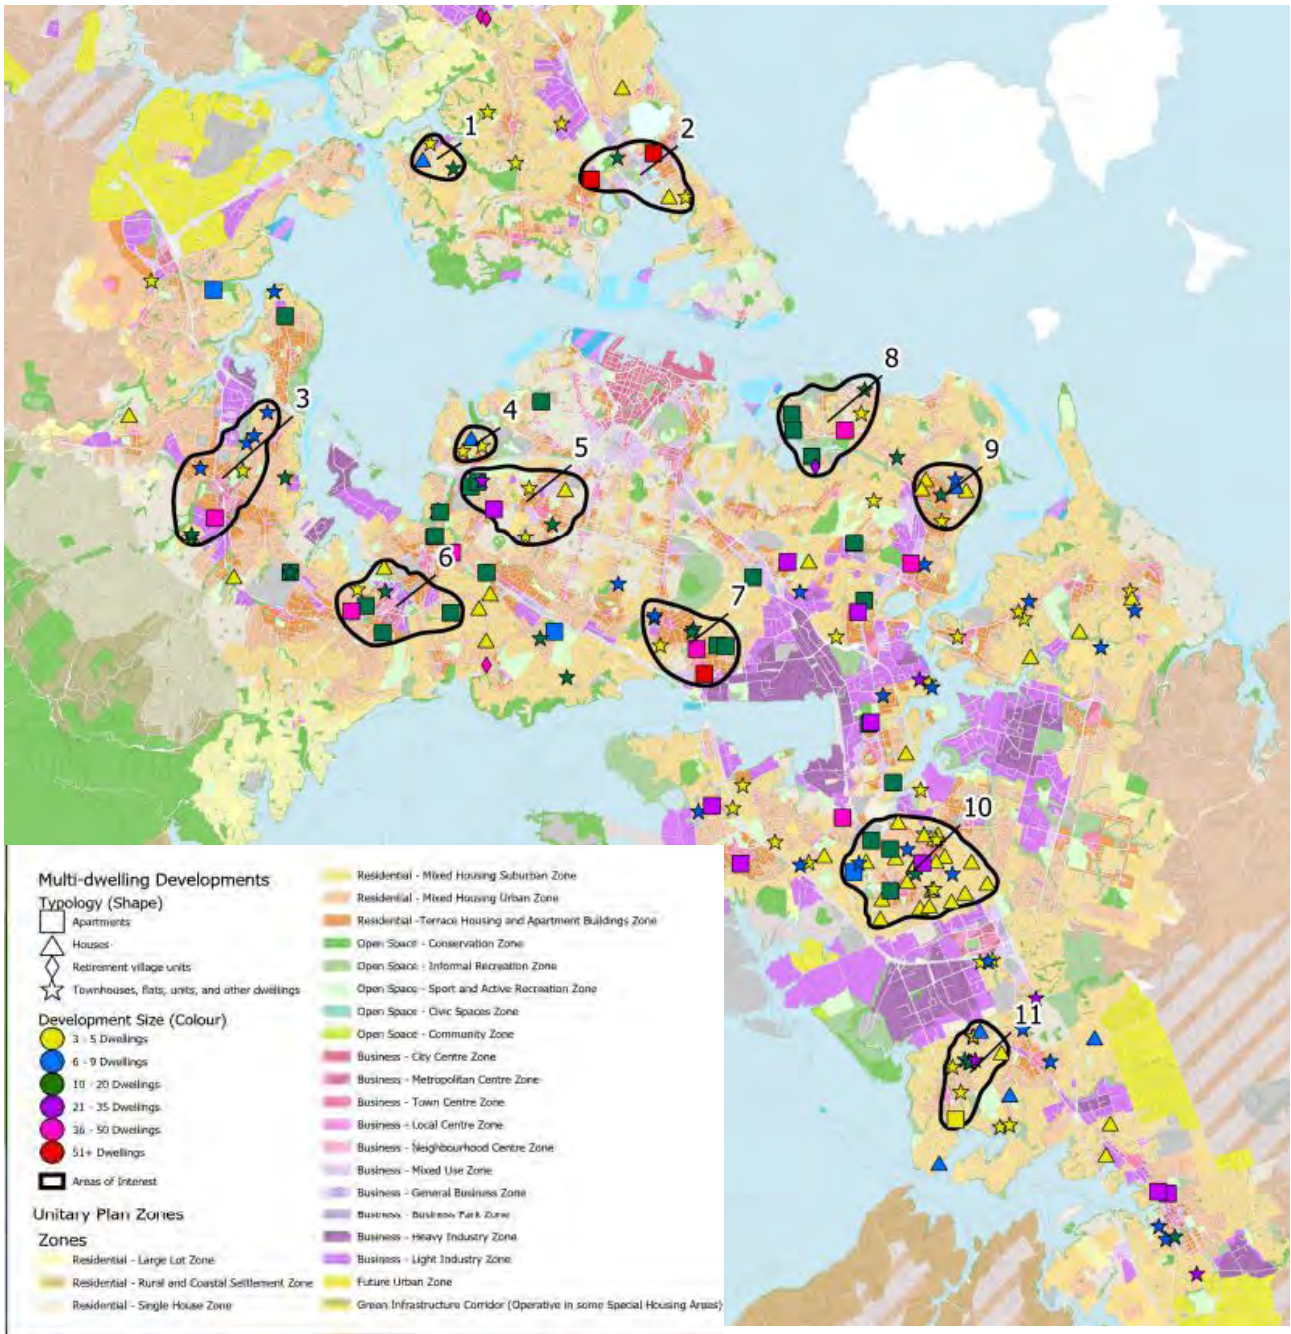 1
2
3
4
5
6
7
8
9
10
11
Multi-dwelling Developments
Typology (Shape)
Apartments
Houses
Retirement village units
Townhouses, flats, units, and other dwellings
Development Size (Colour)
3 - 5 Dwellings
6 - 9 Dwellings
10 - 20 Dwellings
21 - 35 Dwellings
36 - 50 Dwellings
51+ Dwellings
Areas of Interest
Unitary Plan Zones
Zones
Residential - Large Lot Zone
Residential - Rural and Coastal Settlement Zone
Residential - Single House Zone
Residential - Mixed Housing Suburban Zone
Residential - Mixed Housing Urban Zone
Residential -Terrace Housing and Apartment Buildings Zone
Open Space - Conservation Zone
Open Space - Informal Recreation Zone
Open Space - Sport and Active Recreation Zone
Open Space - Civic Spaces Zone
Open Space - Community Zone
Business - City Centre Zone
Business - Metropolitan Centre Zone
Business - Town Centre Zone
Business - Local Centre Zone
Business - Neighbourhood Centre Zone
Business - Mixed Use Zone
Business - General Business Zone
Business - Business Park Zone
Business - Heavy Industry Zone
Business - Light Industry Zone
Future Urban Zone
Green Infrastructure Corridor (Operative in some Special Housing Areas)